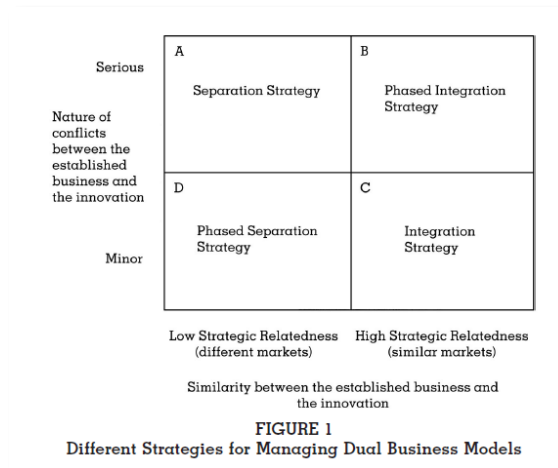 Serious
Nature of
conflicts
between the
established
business and
the innovation
Minor
A
Separation Strategy
B
Phased Integration
Strategy
D
Phased Separation
Strategy
C
Integration
Strategy
Low Strategic Relatedness
(different markets)
High Strategic Relatedness
(similar markets)
Similarity between the established business and
the innovation
FIGURE 1
Different Strategies for Managing Dual Business Models